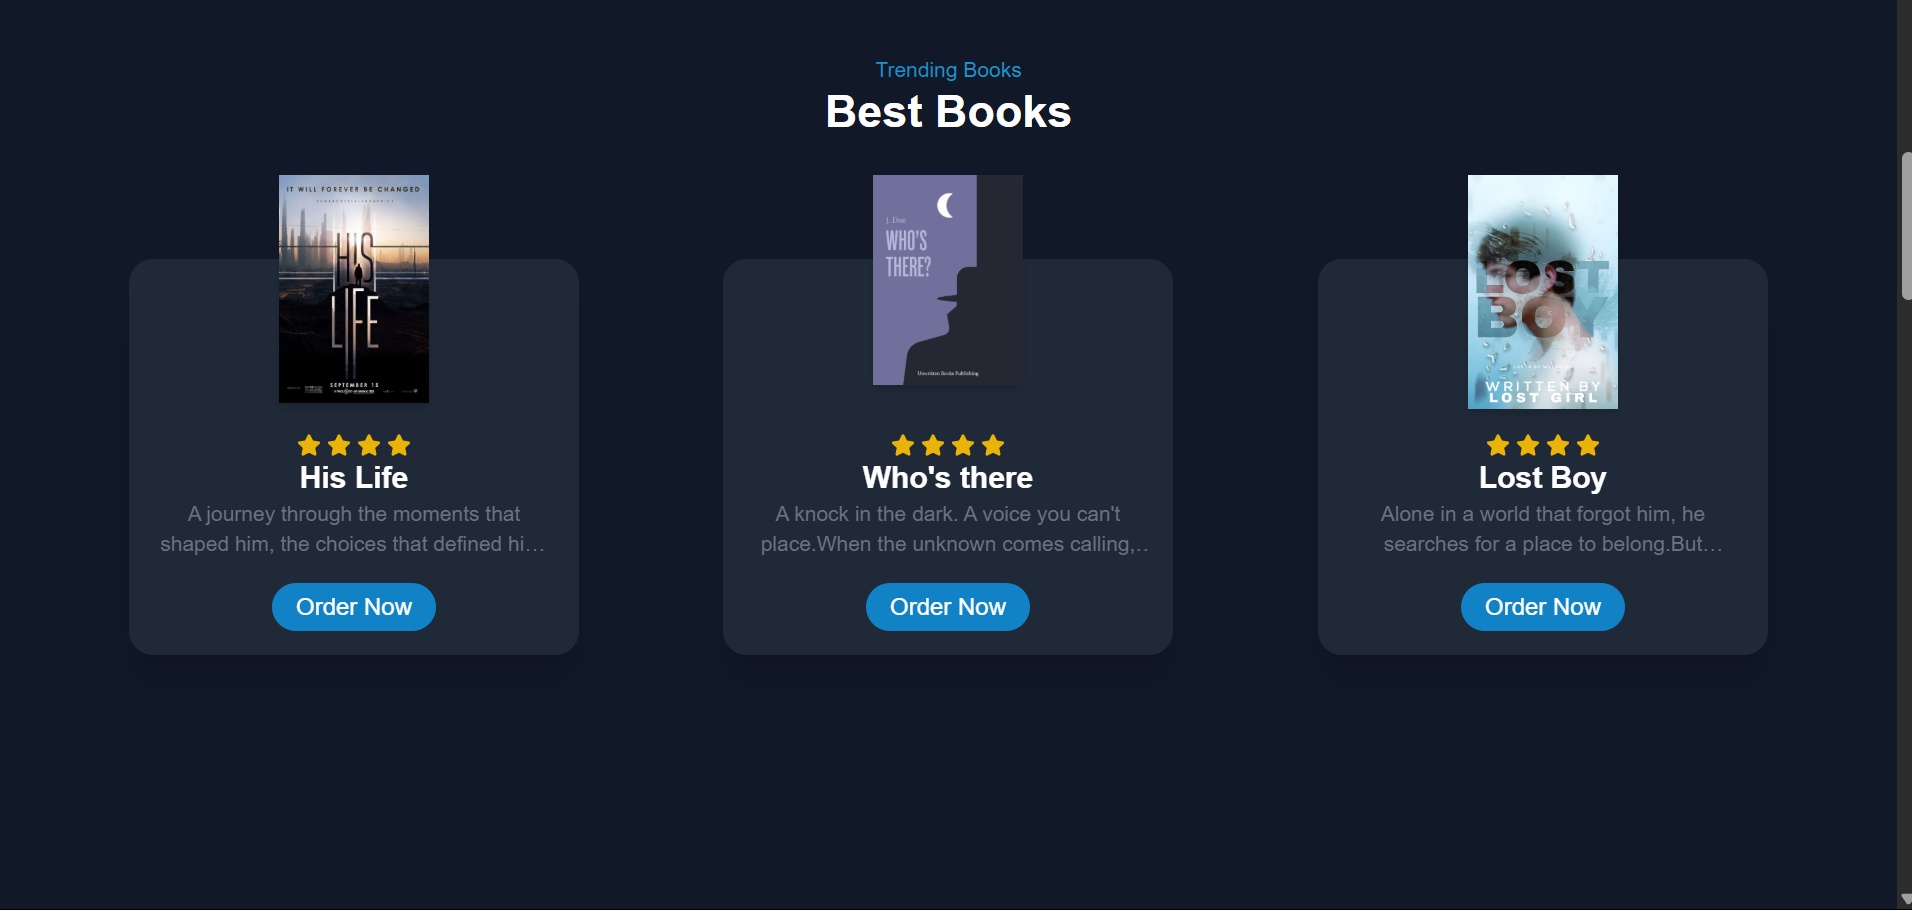 Trending Books
Best Books
IT WILL FOREVER BE CHANGED
HIS
LIFE
SEPTEMBER 15
J. Doe
WHO'S
THERE?
Unwritten Books Publishing
LOST
BOY
WRITTEN BY
LOST GIRL
His Life
A journey through the moments that
shaped him, the choices that defined hi...
Order Now
Who's there
A knock in the dark. A voice you can't
place.When the unknown comes calling,..
Order Now
Lost Boy
Alone in a world that forgot him, he
searches for a place to belong.But...
Order Now